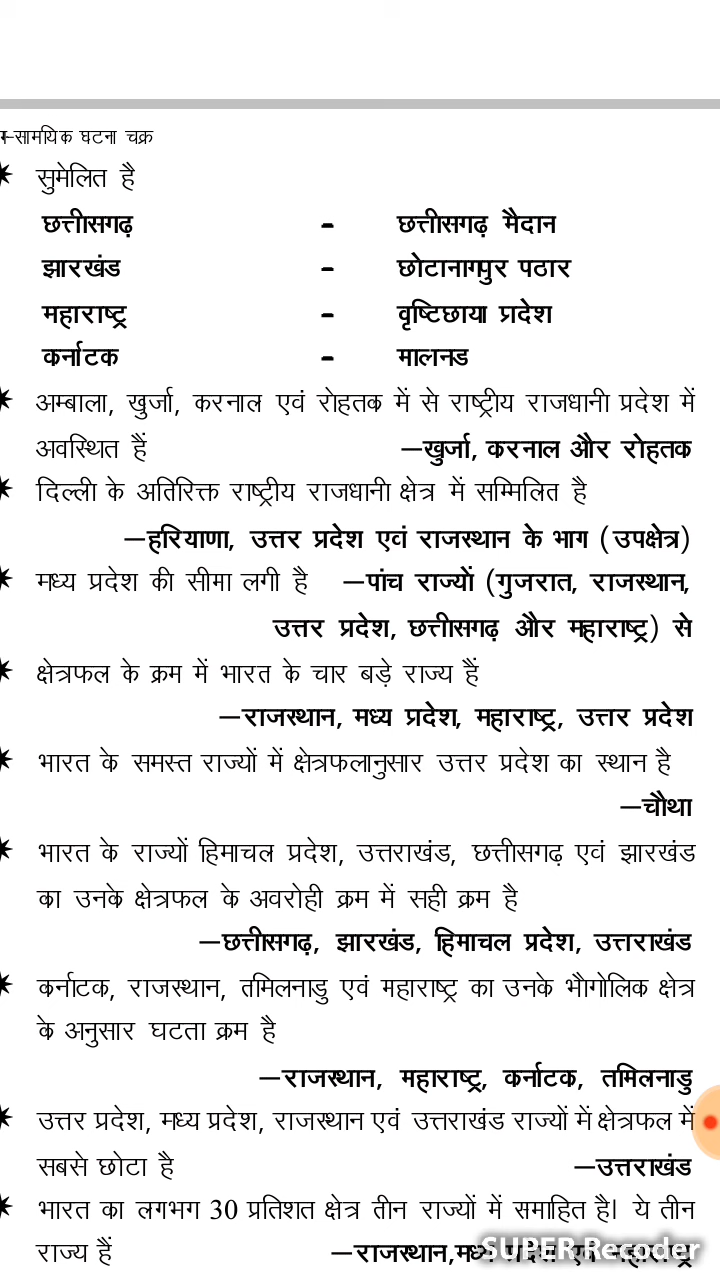 सामयिक घटना चक्र
* सुमेलित है
छत्तीसगढ़ - छत्तीसगढ़ मैदान
झारखंड - छोटानागपुर पठार
महाराष्ट्र - वृष्टिछाया प्रदेश
कर्नाटक - मालनड
* अम्बाला, खुर्जा, करनाल एवं रोहतक में से राष्ट्रीय राजधानी प्रदेश में
अवस्थित हैं —खुर्जा, करनाल और रोहतक
* दिल्ली के अतिरिक्त राष्ट्रीय राजधानी क्षेत्र में सम्मिलित है
—हरियाणा, उत्तर प्रदेश एवं राजस्थान के भाग (उपक्षेत्र)
* मध्य प्रदेश की सीमा लगी है —पांच राज्यों (गुजरात, राजस्थान,
उत्तर प्रदेश, छत्तीसगढ़ और महाराष्ट्र) से
* क्षेत्रफल के क्रम में भारत के चार बड़े राज्य हैं
—राजस्थान, मध्य प्रदेश, महाराष्ट्र, उत्तर प्रदेश
* भारत के समस्त राज्यों में क्षेत्रफलानुसार उत्तर प्रदेश का स्थान है
—चौथा
* भारत के राज्यों हिमाचल प्रदेश, उत्तराखंड, छत्तीसगढ़ एवं झारखंड
का उनके क्षेत्रफल के अवरोही क्रम में सही क्रम है
—छत्तीसगढ़, झारखंड, हिमाचल प्रदेश, उत्तराखंड
* कर्नाटक, राजस्थान, तमिलनाडु एवं महाराष्ट्र का उनके भौगोलिक क्षेत्र
के अनुसार घटता क्रम है
—राजस्थान, महाराष्ट्र, कर्नाटक, तमिलनाडु
* उत्तर प्रदेश, मध्य प्रदेश, राजस्थान एवं उत्तराखंड राज्यों में क्षेत्रफल में
सबसे छोटा है —उत्तराखंड
* भारत का लगभग 30 प्रतिशत क्षेत्र तीन राज्यों में समाहित है। ये तीन
राज्य हैं —राजस्थान,मध्य प्रदेश एवं महाराष्ट्र
SUPER Recorder